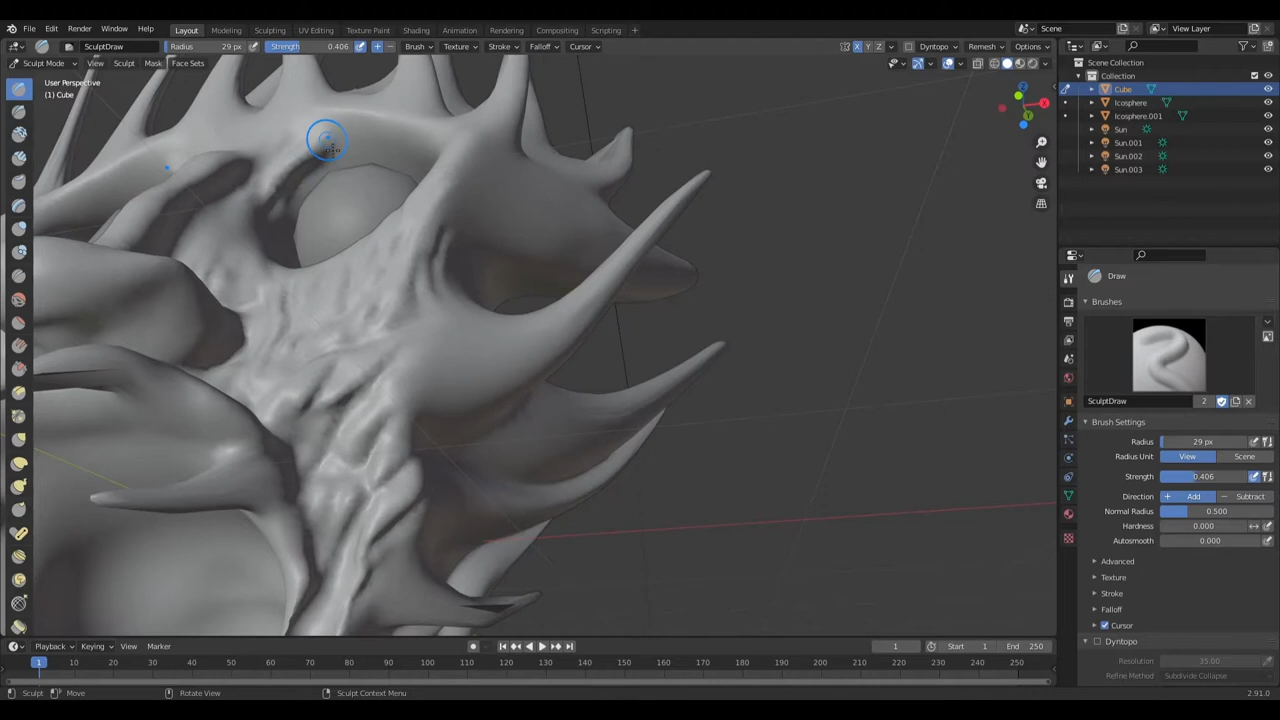 File Edit Render Window Help Layout Modeling Sculpting UV Editing Texture Paint Shading Animation Rendering Compositing Scripting + Scene View Layer
SculptDraw Radius 29 px Strength 0.406 + − Brush Texture Stroke Falloff Cursor X Y Z Dyntopo Remesh Options
Sculpt Mode View Sculpt Mask Face Sets
User Perspective
(1) Cube
X
Y
Z
Scene Collection
Collection
Cube
Icosphere
Icosphere.001
Sun
Sun.001
Sun.002
Sun.003
Draw
Brushes
SculptDraw 2
Brush Settings
Radius 29 px
Radius Unit View Scene
Strength 0.406
Direction + Add − Subtract
Normal Radius 0.500
Hardness 0.000
Autosmooth 0.000
Advanced
Texture
Stroke
Falloff
Cursor
Dyntopo
Resolution 35.00
Refine Method Subdivide Collapse
Playback Keying View Marker 1 Start 1 End 250
1 10 20 30 40 50 60 70 80 90 100 110 120 130 140 150 160 170 180 190 200 210 220 230 240 250
Sculpt Move Rotate View Sculpt Context Menu 2.91.0